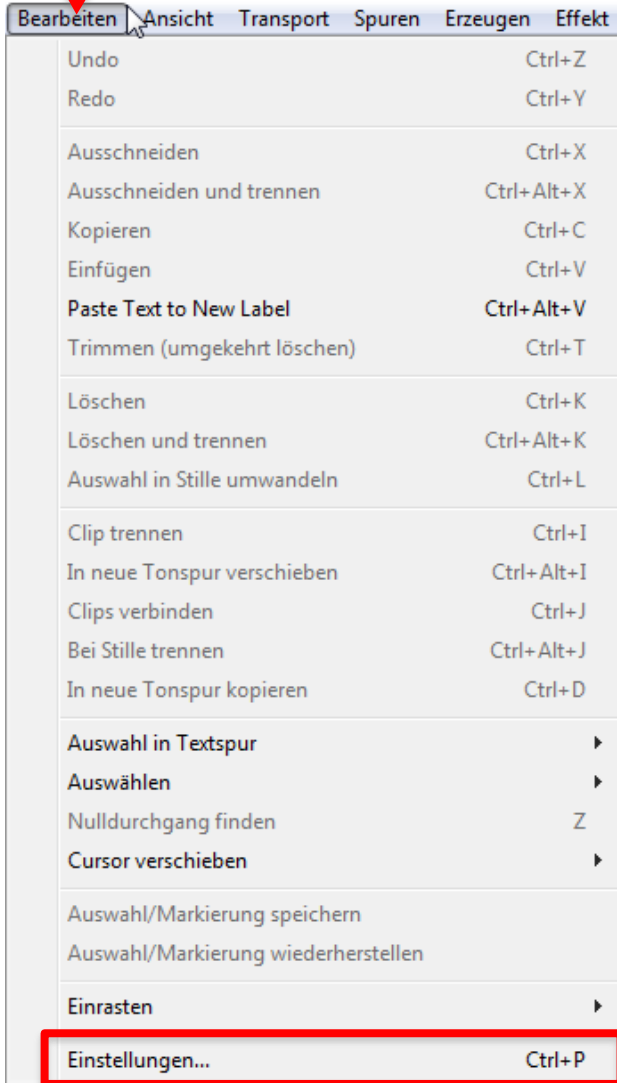 Bearbeiten Ansicht Transport Spuren Erzeugen Effekt
Undo Ctrl+Z
Redo Ctrl+Y
Ausschneiden Ctrl+X
Ausschneiden und trennen Ctrl+Alt+X
Kopieren Ctrl+C
Einfügen Ctrl+V
Paste Text to New Label Ctrl+Alt+V
Trimmen (umgekehrt löschen) Ctrl+T
Löschen Ctrl+K
Löschen und trennen Ctrl+Alt+K
Auswahl in Stille umwandeln Ctrl+L
Clip trennen Ctrl+I
In neue Tonspur verschieben Ctrl+Alt+I
Clips verbinden Ctrl+J
Bei Stille trennen Ctrl+Alt+J
In neue Tonspur kopieren Ctrl+D
Auswahl in Textspur
Auswählen
Nulldurchgang finden Z
Cursor verschieben
Auswahl/Markierung speichern
Auswahl/Markierung wiederherstellen
Einrasten
Einstellungen... Ctrl+P